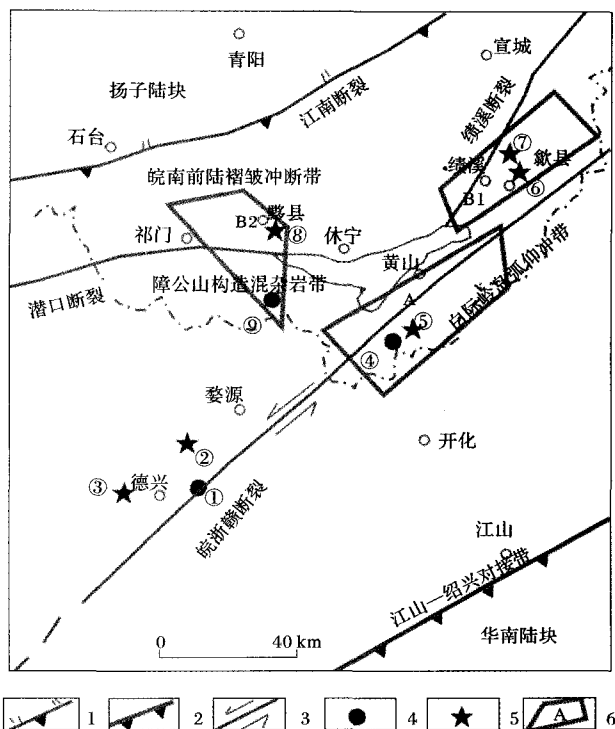 宣城
青阳
扬子陆块
江南断裂
绩溪断裂
石台
⑦
绩溪
歙县
皖南前陆褶皱冲断带
B1
⑥
B2
黟县
⑧
祁门
休宁
黄山
障公山构造混杂岩带
潜口断裂
A
白际岭岛弧仰冲带
⑨
⑤
④
婺源
②
开化
③
德兴
①
皖浙赣断裂
江山
江山—绍兴对接带
0 40 km
华南陆块
1 2 3 4 5 A 6